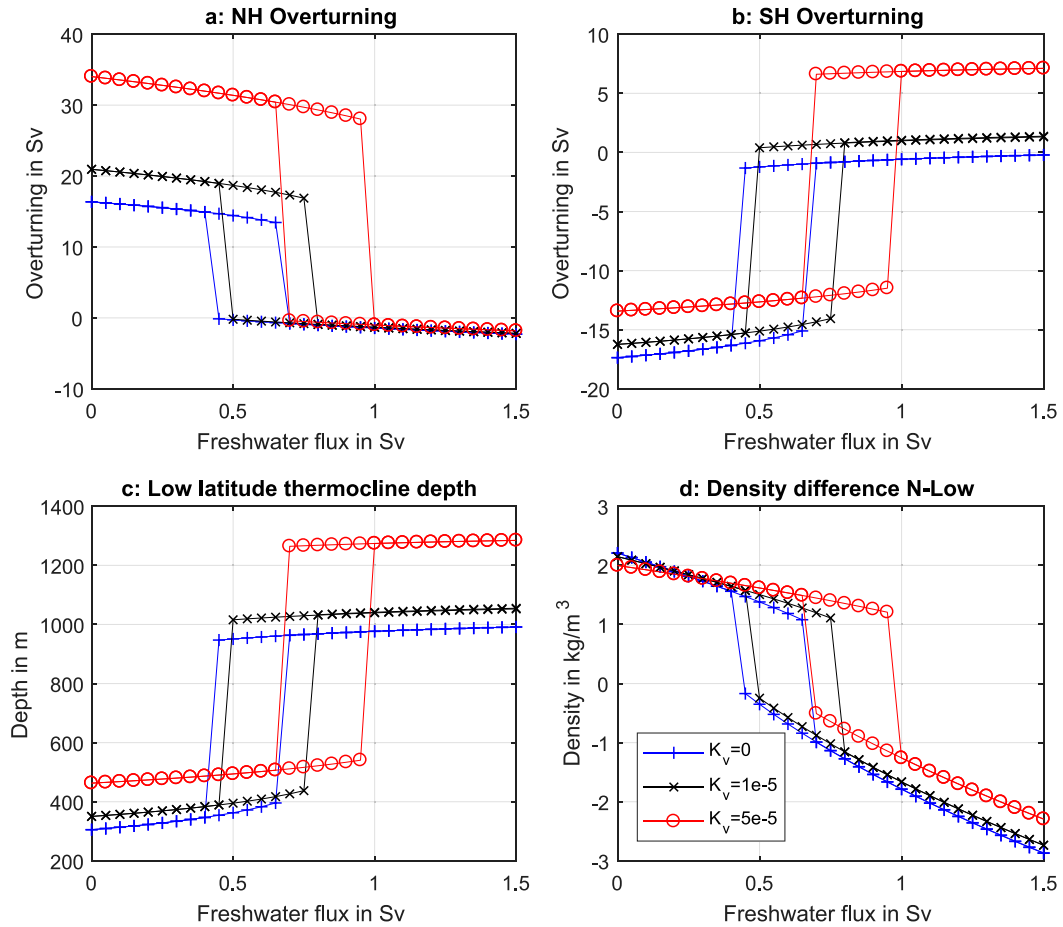 a: NH Overturning
40
30
20
10
0
-10
Overturning in Sv
0
0.5
1
1.5
Freshwater flux in Sv
b: SH Overturning
10
5
0
-5
-10
-15
-20
Overturning in Sv
0
0.5
1
1.5
Freshwater flux in Sv
c: Low latitude thermocline depth
1400
1200
1000
800
600
400
200
Depth in m
0
0.5
1
1.5
Freshwater flux in Sv
d: Density difference N-Low
3
2
1
0
-1
-2
-3
Density in kg/m³
K_v=0
K_v=1e-5
K_v=5e-5
0
0.5
1
1.5
Freshwater flux in Sv